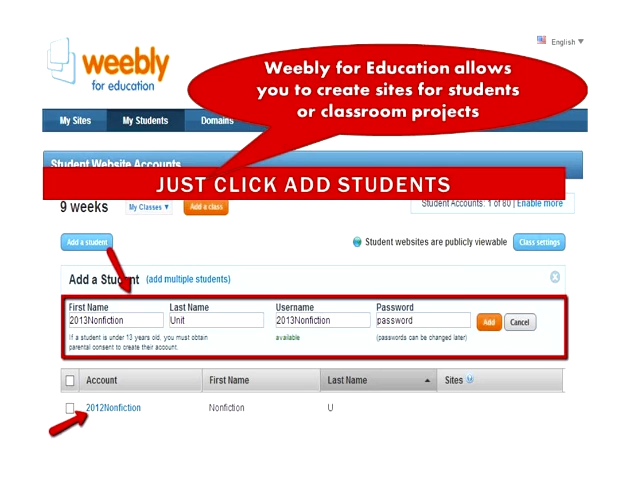 English
weebly
for education
Weebly for Education allows
you to create sites for students
or classroom projects
My Sites My Students Domains
Student Website Accounts
JUST CLICK ADD STUDENTS
9 weeks My Classes Add a class Student Accounts: 1 of 80 | Enable more
Add a student Student websites are publicly viewable Class settings
Add a Student (add multiple students)
First Name Last Name Username Password
2013Nonfiction Unit 2013Nonfiction password Add Cancel
If a student is under 13 years old, you must obtain available (passwords can be changed later)
parental consent to create their account.
Account First Name Last Name Sites
2012Nonfiction Nonfiction U